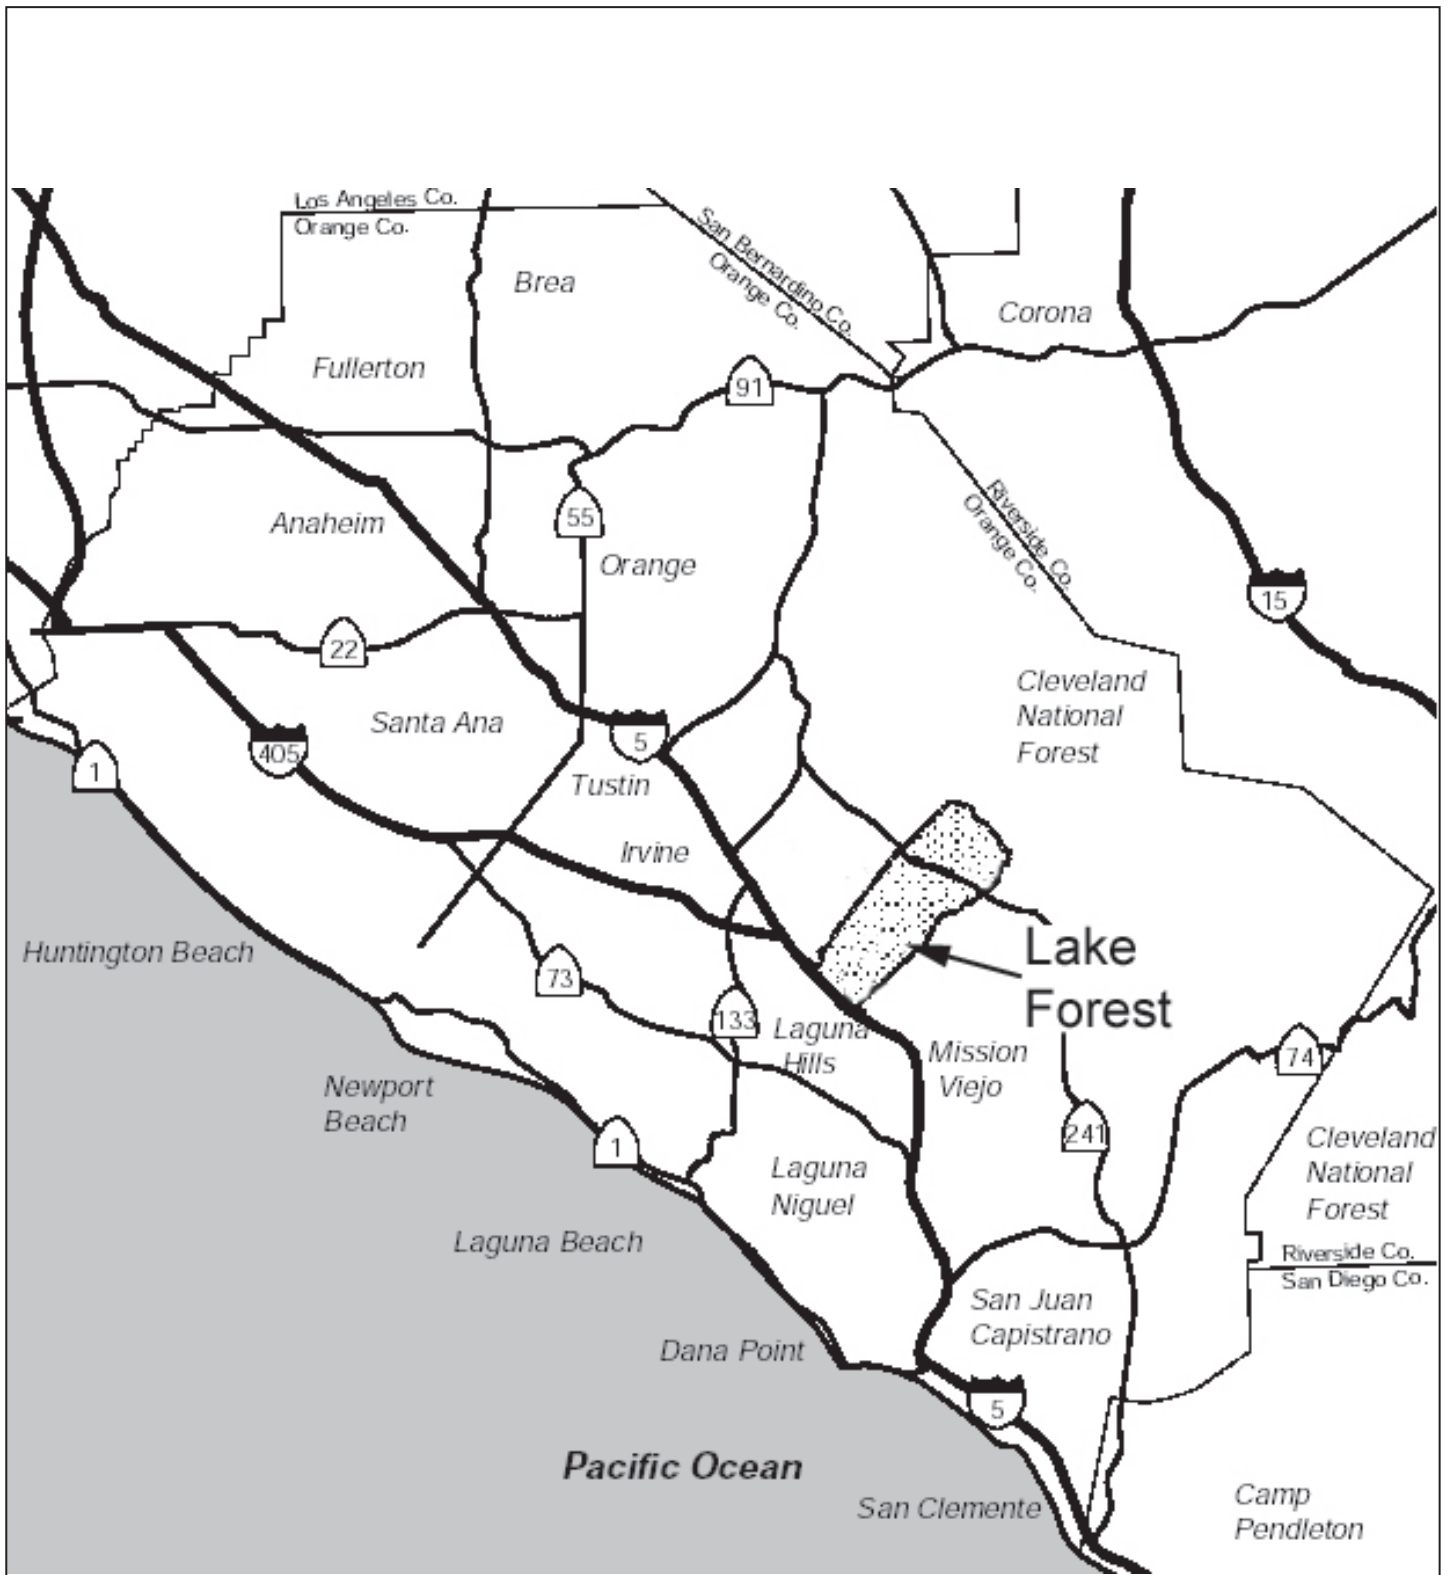 Los Angeles Co.
Orange Co.
San Bernardino Co.
Orange Co.
Brea
Corona
Fullerton
91
Anaheim
55
Orange
Riverside Co.
Orange Co.
15
22
Cleveland
National
Forest
Santa Ana
405
5
1
Tustin
Irvine
Huntington Beach
Lake
Forest
73
133
Laguna
Hills
Mission
Viejo
74
Newport
Beach
241
1
Cleveland
National
Forest
Laguna
Niguel
Laguna Beach
Riverside Co.
San Diego Co.
San Juan
Capistrano
Dana Point
5
Pacific Ocean
San Clemente
Camp
Pendleton